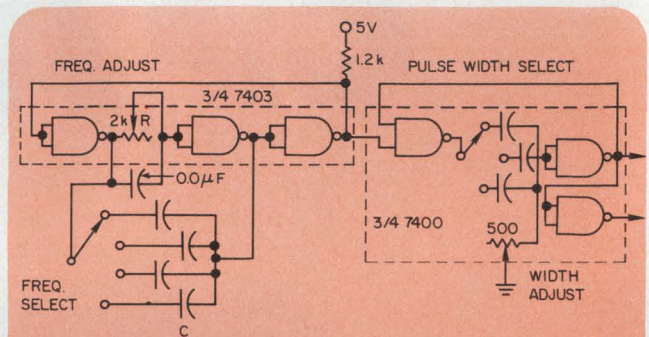 5V
1.2k
FREQ. ADJUST
PULSE WIDTH SELECT
3/4 7403
2k R
0.0μF
3/4 7400
500
FREQ.
SELECT
WIDTH
ADJUST
C